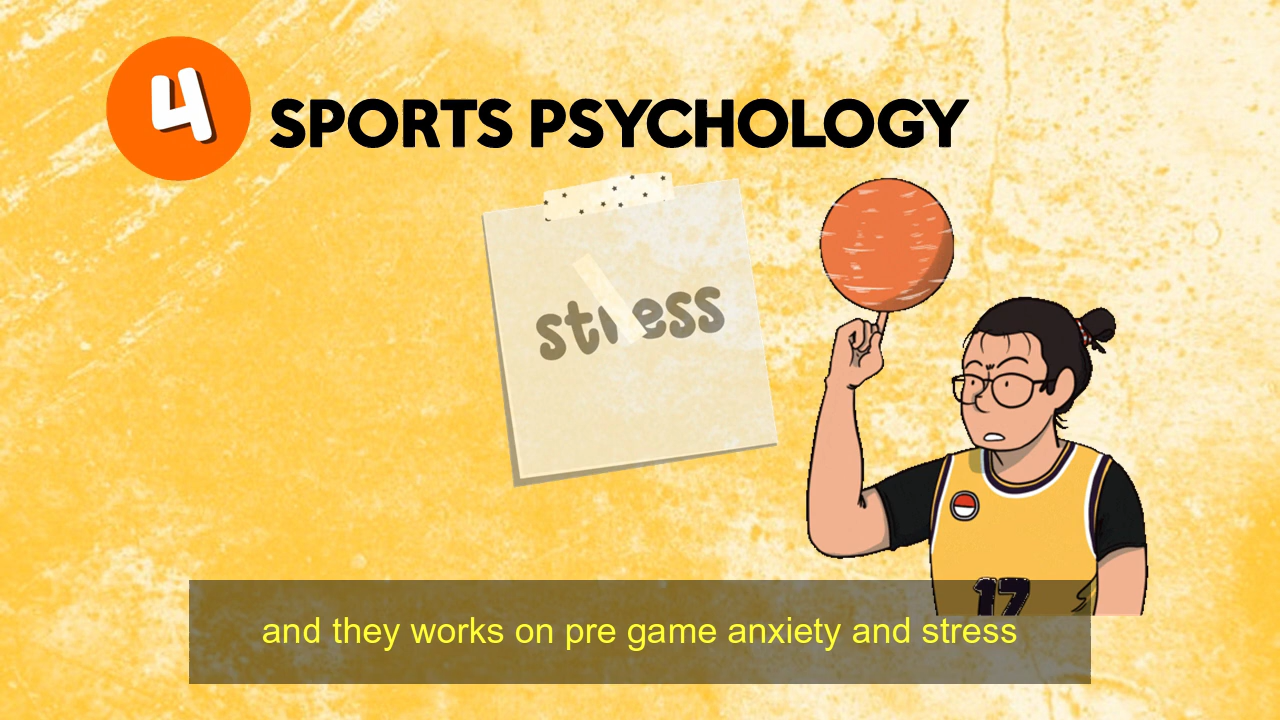 4
SPORTS PSYCHOLOGY
stress
17
and they works on pre game anxiety and stress